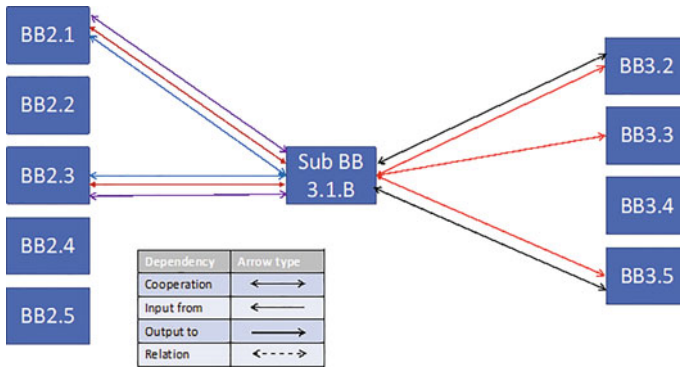 BB2.1
BB2.2
BB2.3
BB2.4
BB2.5
Sub BB
3.1.B
BB3.2
BB3.3
BB3.4
BB3.5
Dependency Arrow type
Cooperation
Input from
Output to
Relation